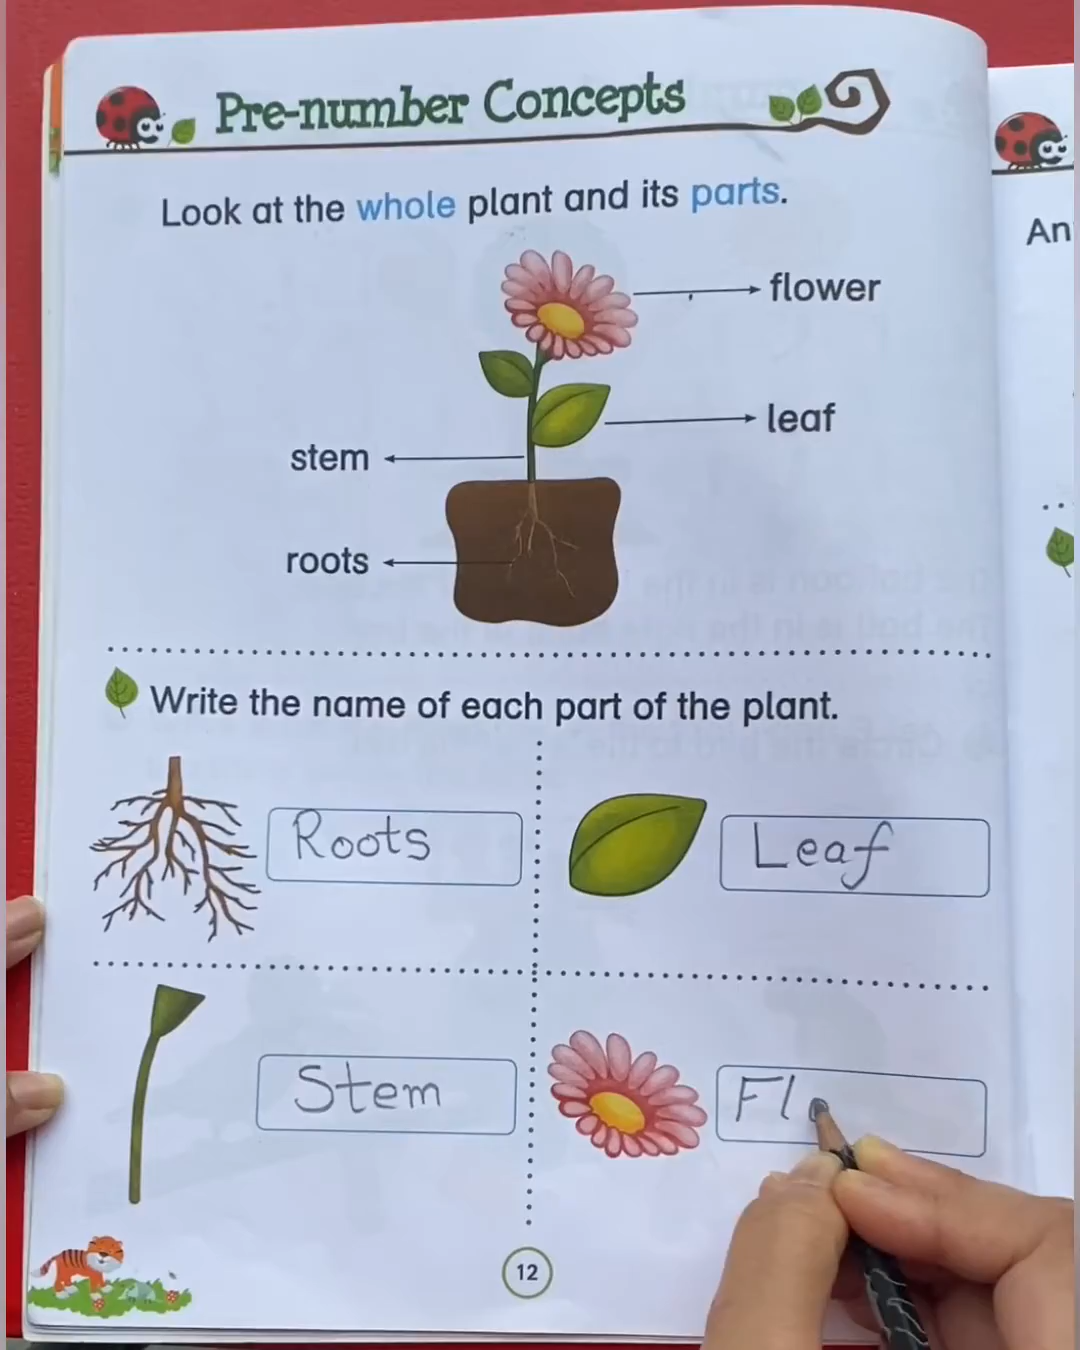 Pre-number Concepts
Look at the whole plant and its parts.
flower
leaf
stem
roots
Write the name of each part of the plant.
Roots
Leaf
Stem
Flo
12
An